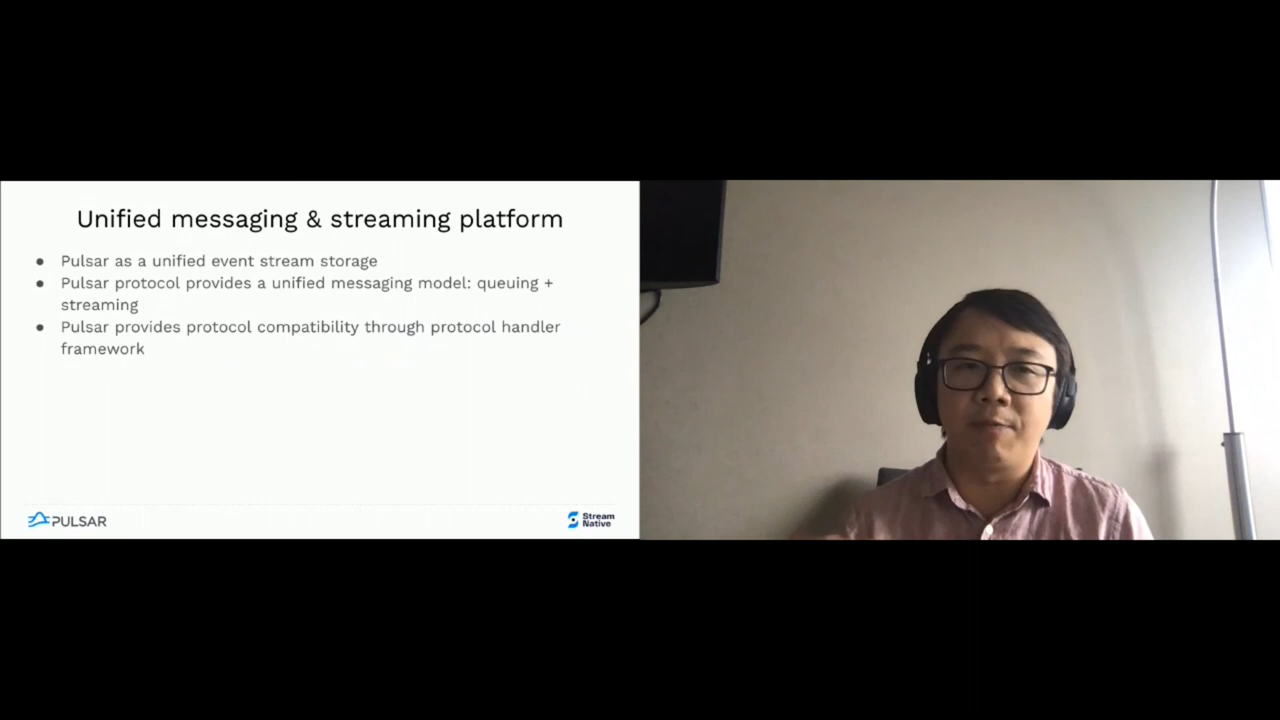 Unified messaging & streaming platform
● Pulsar as a unified event stream storage
● Pulsar protocol provides a unified messaging model: queuing +
streaming
● Pulsar provides protocol compatibility through protocol handler
framework
PULSAR
Stream
Native